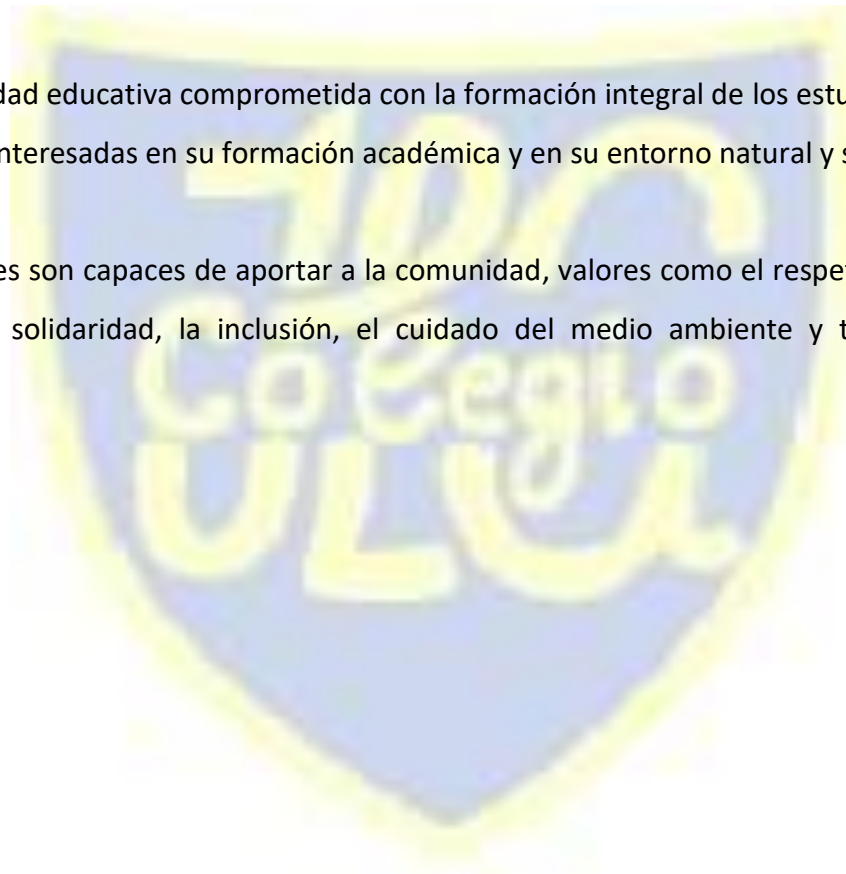 dad educativa comprometida con la formación integral de los estu
nteresadas en su formación académica y en su entorno natural y s
es son capaces de aportar a la comunidad, valores como el respe
solidaridad, la inclusión, el cuidado del medio ambiente y t
Colegio
ULU